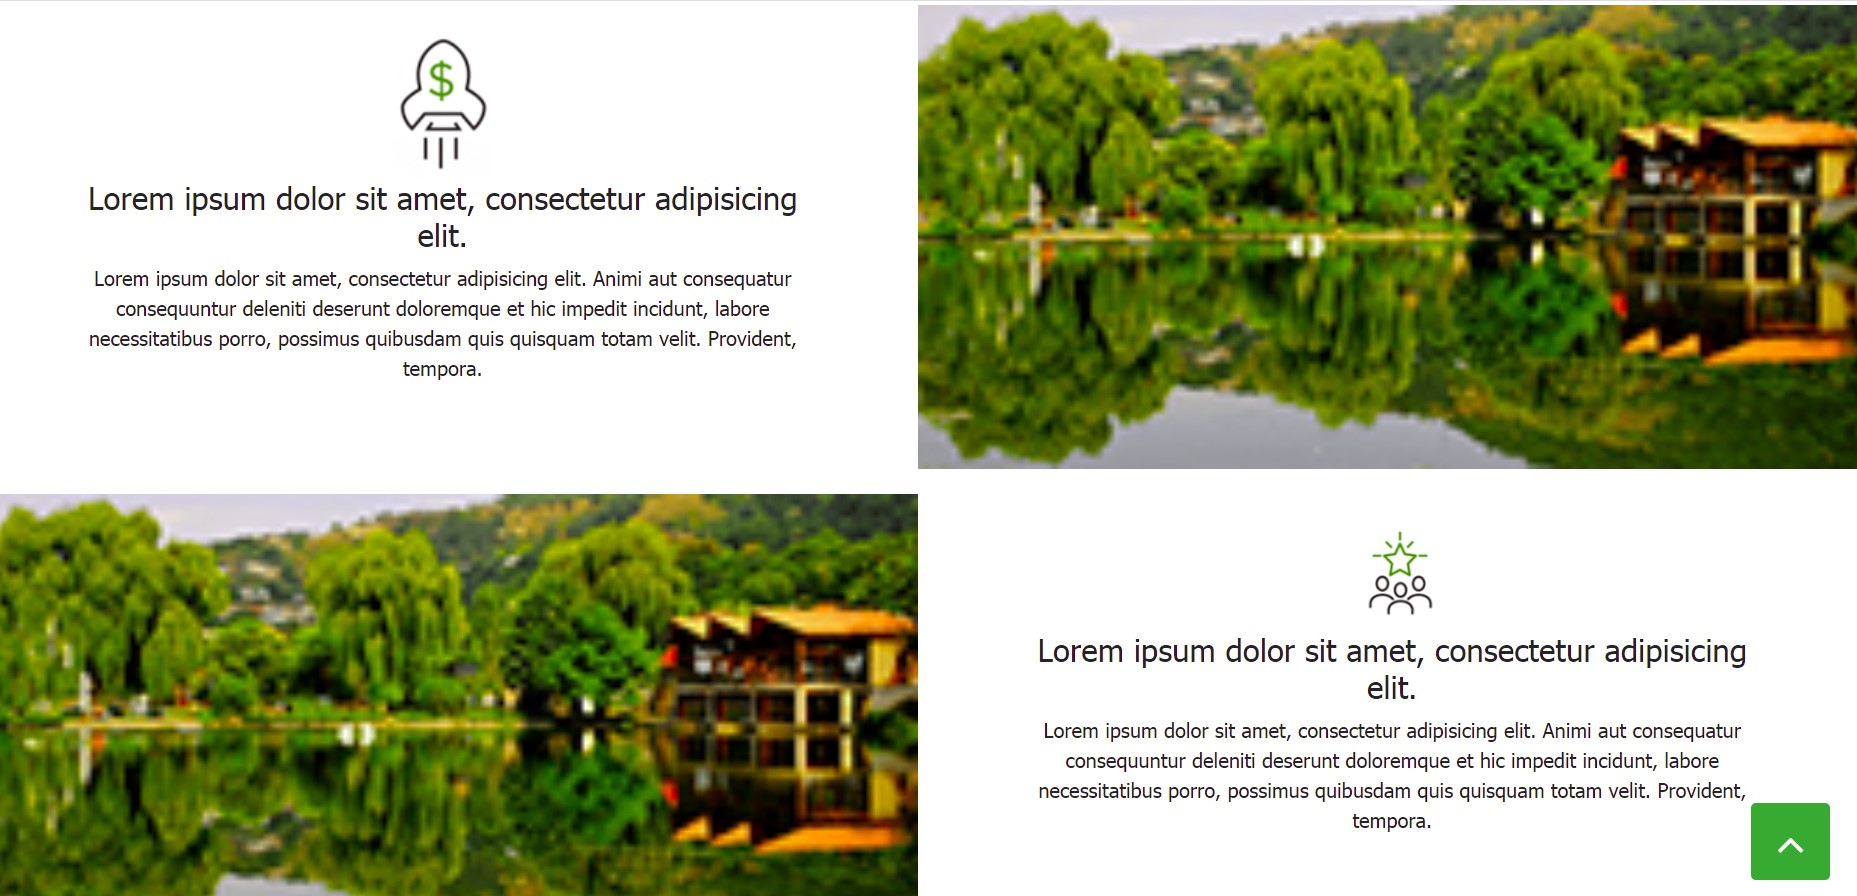 $
Lorem ipsum dolor sit amet, consectetur adipisicing
elit.
Lorem ipsum dolor sit amet, consectetur adipisicing elit. Animi aut consequatur
consequuntur deleniti deserunt doloremque et hic impedit incidunt, labore
necessitatibus porro, possimus quibusdam quis quisquam totam velit. Provident,
tempora.
Lorem ipsum dolor sit amet, consectetur adipisicing
elit.
Lorem ipsum dolor sit amet, consectetur adipisicing elit. Animi aut consequatur
consequuntur deleniti deserunt doloremque et hic impedit incidunt, labore
necessitatibus porro, possimus quibusdam quis quisquam totam velit. Provident,
tempora.